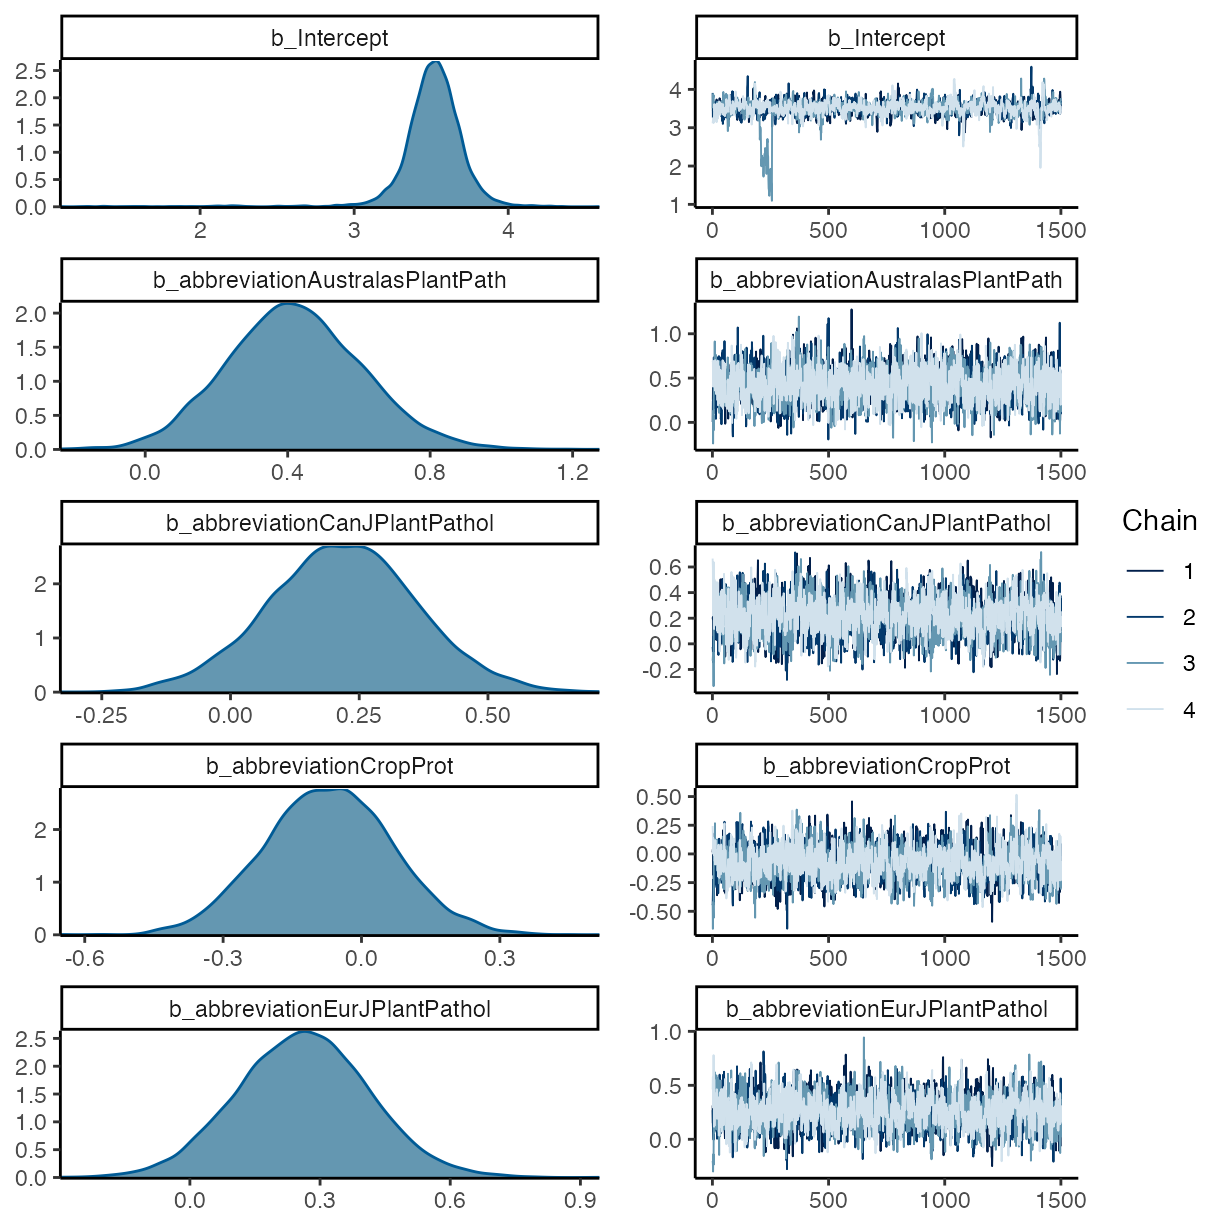 b_Intercept
b_Intercept
2.5
2.0
1.5
1.0
0.5
0.0
2 3 4
4
3
2
1
0 500 1000 1500
b_abbreviationAustralasPlantPath
b_abbreviationAustralasPlantPath
2.0
1.5
1.0
0.5
0.0
0.0 0.4 0.8 1.2
1.0
0.5
0.0
0 500 1000 1500
b_abbreviationCanJPlantPathol
b_abbreviationCanJPlantPathol
2
1
0
-0.25 0.00 0.25 0.50
0.6
0.4
0.2
0.0
-0.2
0 500 1000 1500
b_abbreviationCropProt
b_abbreviationCropProt
2
1
0
-0.6 -0.3 0.0 0.3
0.50
0.25
0.00
-0.25
-0.50
0 500 1000 1500
b_abbreviationEurJPlantPathol
b_abbreviationEurJPlantPathol
2.5
2.0
1.5
1.0
0.5
0.0
0.0 0.3 0.6 0.9
1.0
0.5
0.0
0 500 1000 1500
Chain
1
2
3
4